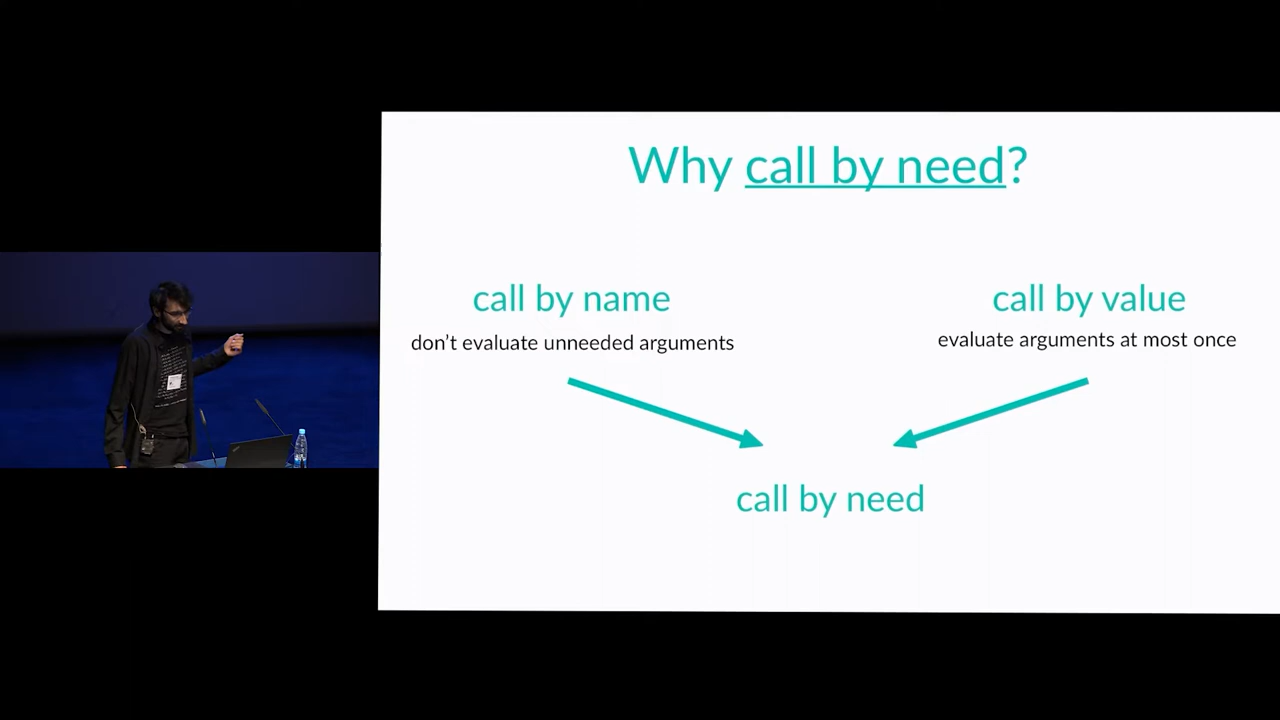 Why call by need?
call by name
don't evaluate unneeded arguments
call by value
evaluate arguments at most once
call by need